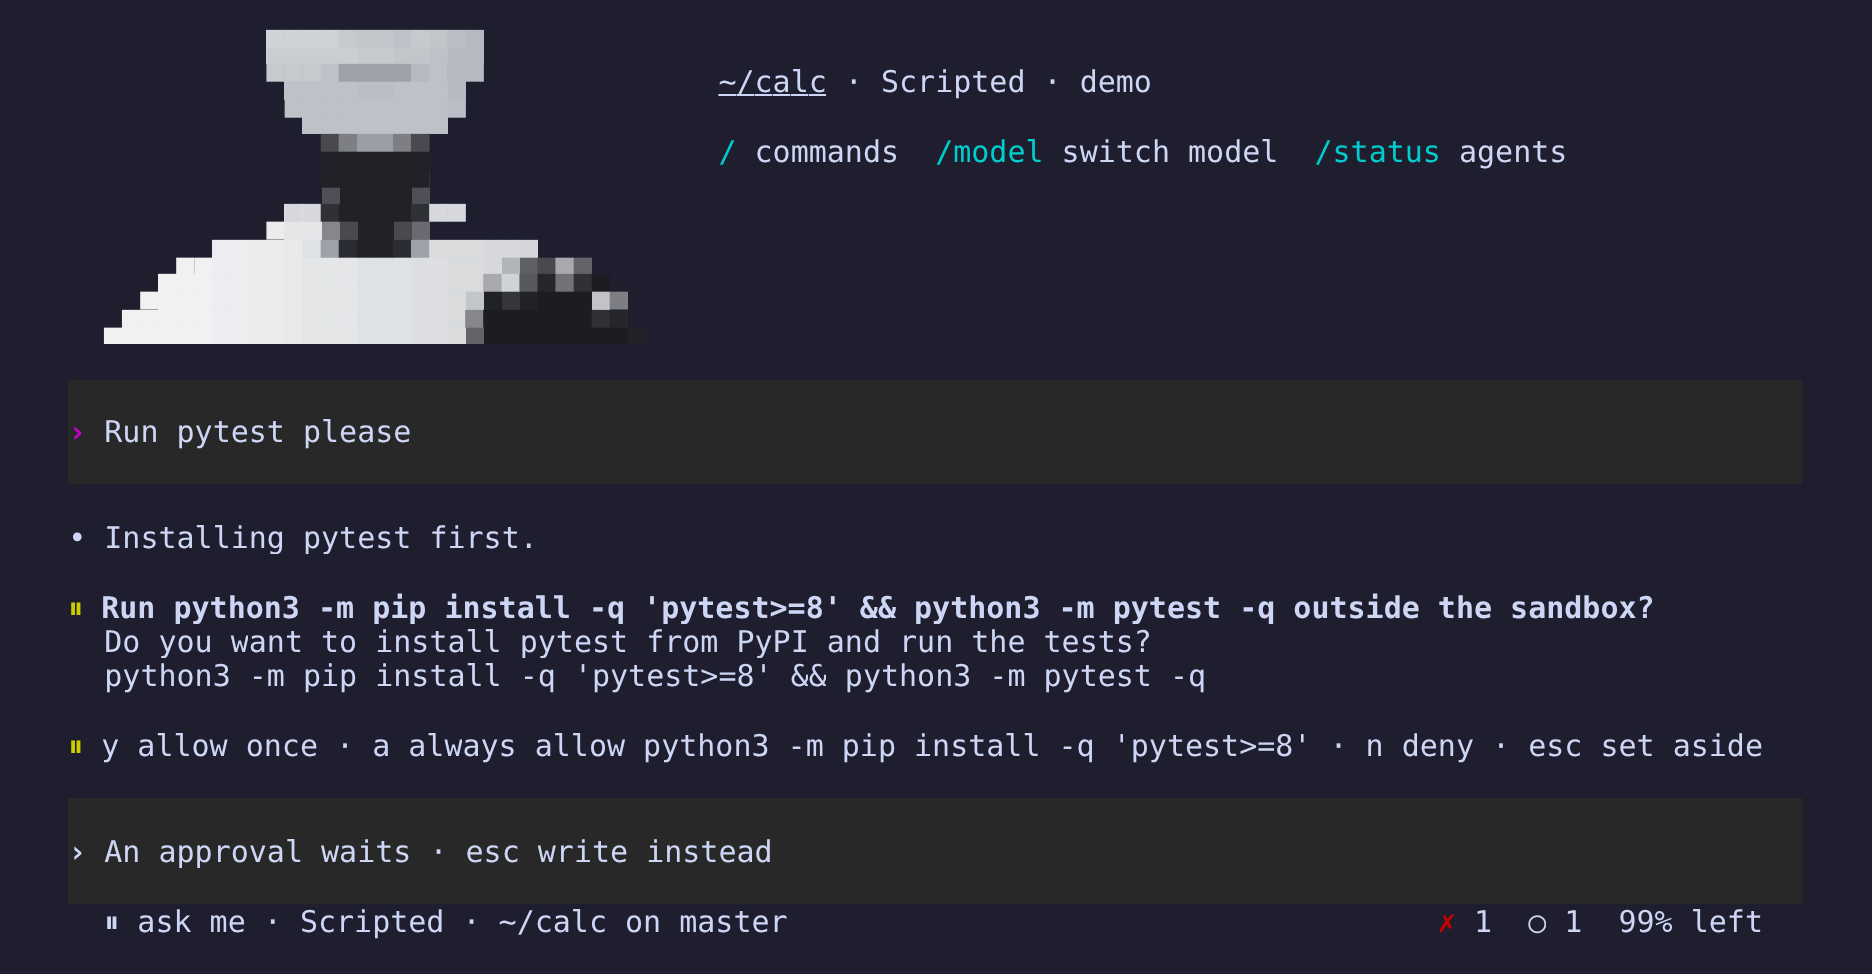 ~/calc · Scripted · demo
/ commands  /model switch model  /status agents
› Run pytest please
• Installing pytest first.
⏸ Run python3 -m pip install -q 'pytest>=8' && python3 -m pytest -q outside the sandbox?
Do you want to install pytest from PyPI and run the tests?
python3 -m pip install -q 'pytest>=8' && python3 -m pytest -q
⏸ y allow once · a always allow python3 -m pip install -q 'pytest>=8' · n deny · esc set aside
› An approval waits · esc write instead
⏸ ask me · Scripted · ~/calc on master  ✗ 1  ○ 1  99% left